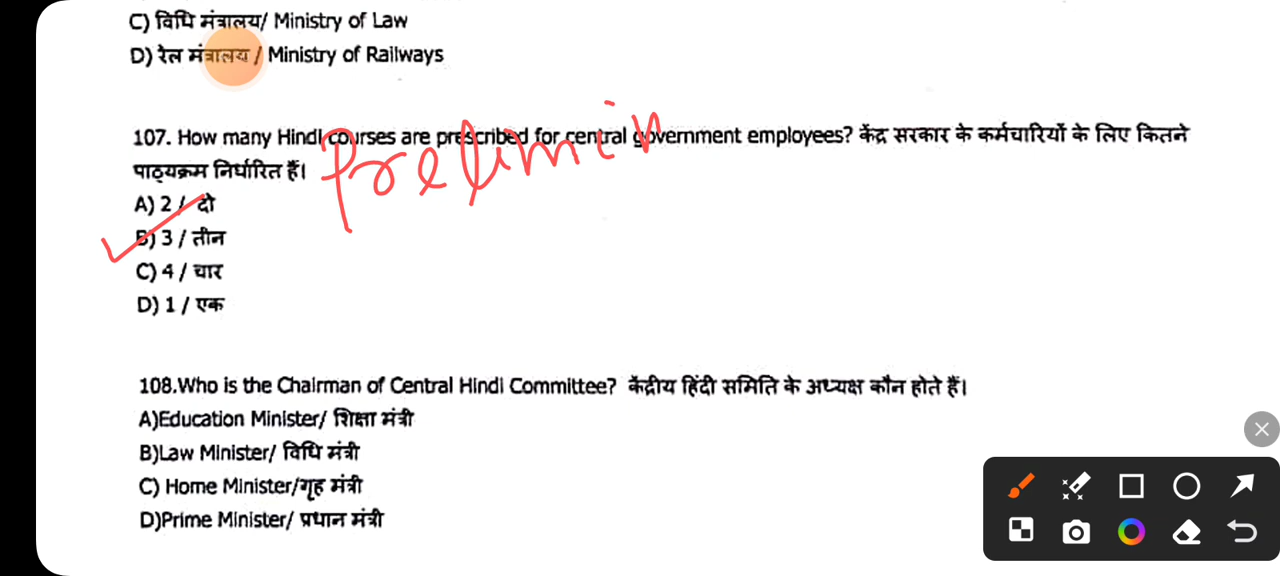 C) विधि मंत्रालय/ Ministry of Law
D) रेल मंत्रालय / Ministry of Railways
107. How many Hindi courses are prescribed for central government employees? केंद्र सरकार के कर्मचारियों के लिए कितने
पाठ्यक्रम निर्धारित हैं।
Prelimin
A) 2 / दो
B) 3 / तीन
C) 4 / चार
D) 1 / एक
108.Who is the Chairman of Central Hindi Committee? केंद्रीय हिंदी समिति के अध्यक्ष कौन होते हैं।
A)Education Minister/ शिक्षा मंत्री
B)Law Minister/ विधि मंत्री
C) Home Minister/गृह मंत्री
D)Prime Minister/ प्रधान मंत्री